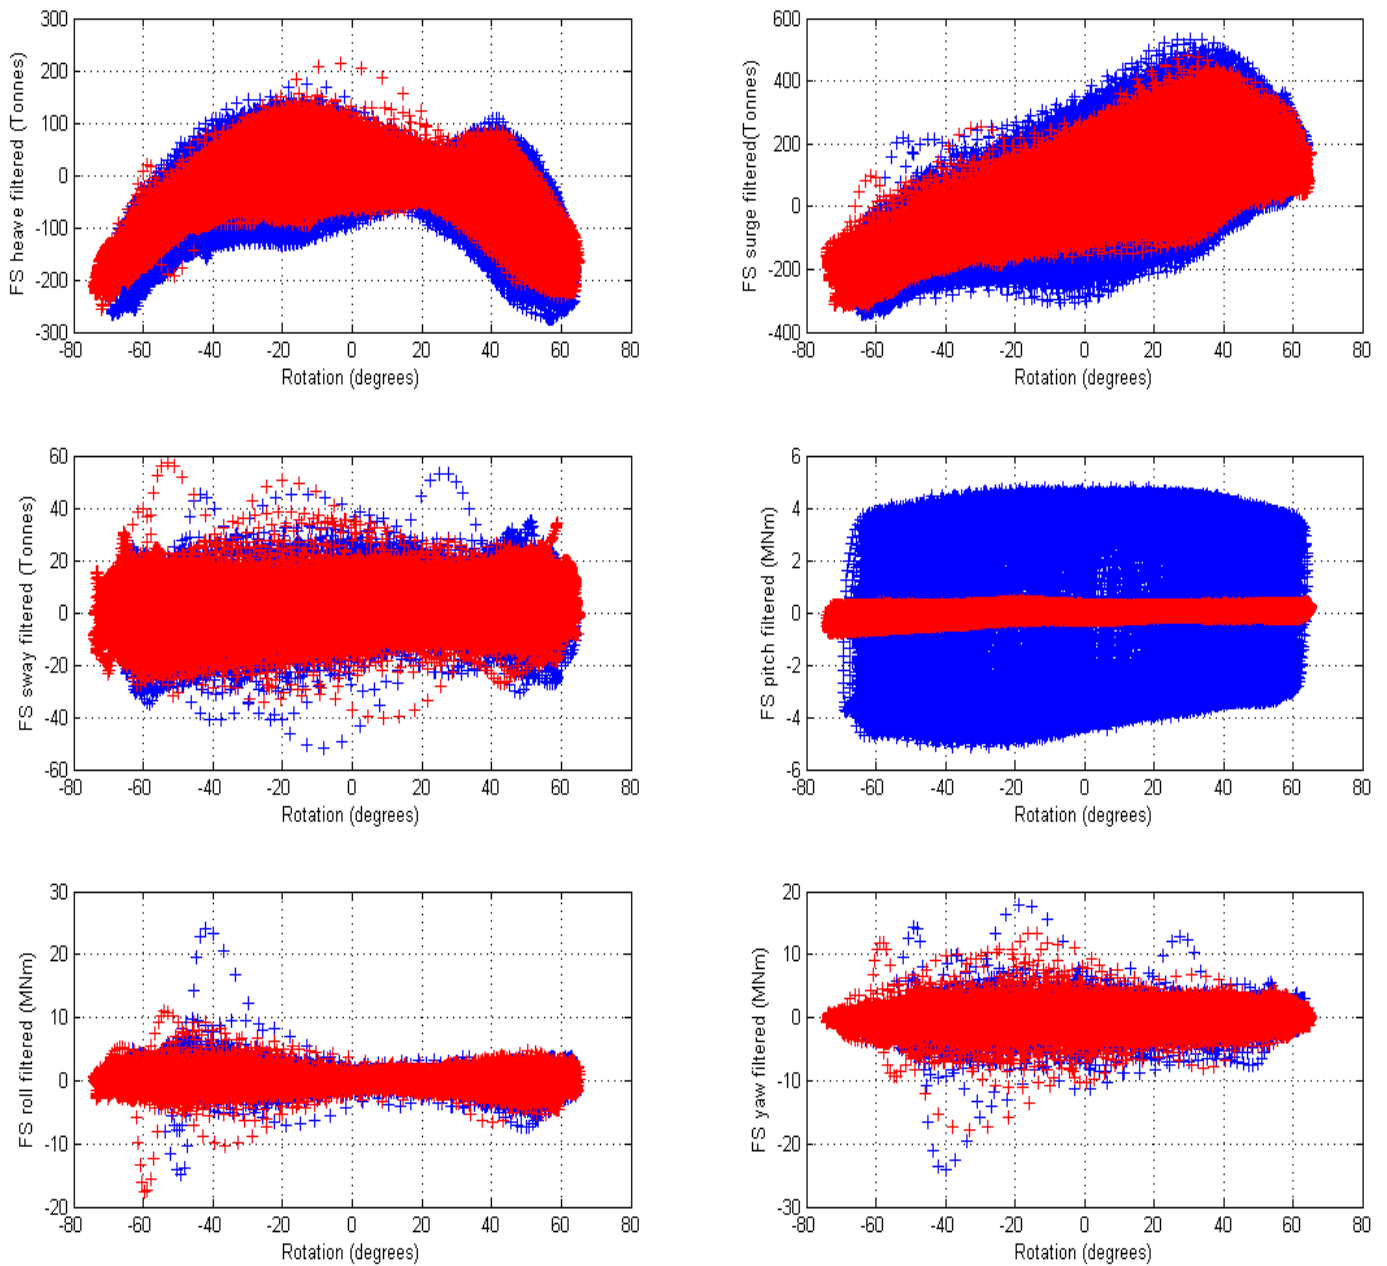 300
200
100
0
-100
-200
-300
-80 -60 -40 -20 0 20 40 60 80
FS heave filtered (Tonnes)
Rotation (degrees)
600
400
200
0
-200
-400
-80 -60 -40 -20 0 20 40 60 80
FS surge filtered(Tonnes)
Rotation (degrees)
60
40
20
0
-20
-40
-60
-80 -60 -40 -20 0 20 40 60 80
FS sway filtered (Tonnes)
Rotation (degrees)
6
4
2
0
-2
-4
-6
-80 -60 -40 -20 0 20 40 60 80
FS pitch filtered (MNm)
Rotation (degrees)
30
20
10
0
-10
-20
-80 -60 -40 -20 0 20 40 60 80
FS roll filtered (MNm)
Rotation (degrees)
20
10
0
-10
-20
-30
-80 -60 -40 -20 0 20 40 60 80
FS yaw filtered (MNm)
Rotation (degrees)